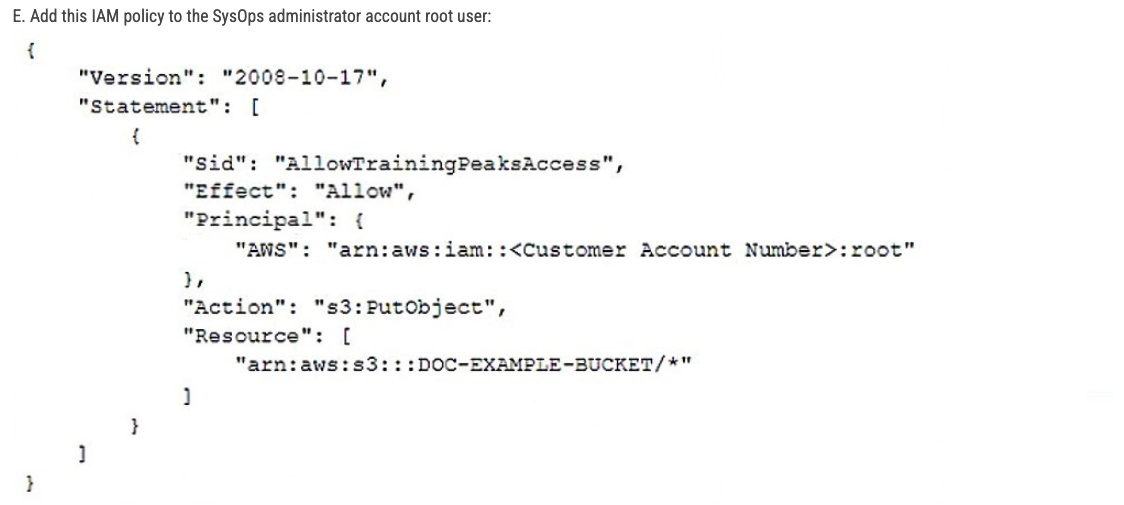 E. Add this IAM policy to the SysOps administrator account root user:
{
"Version": "2008-10-17",
"Statement": [
{
"Sid": "AllowTrainingPeaksAccess",
"Effect": "Allow",
"Principal": {
"AWS": "arn:aws:iam::<Customer Account Number>:root"
},
"Action": "s3:PutObject",
"Resource": [
"arn:aws:s3:::DOC-EXAMPLE-BUCKET/*"
]
}
]
}